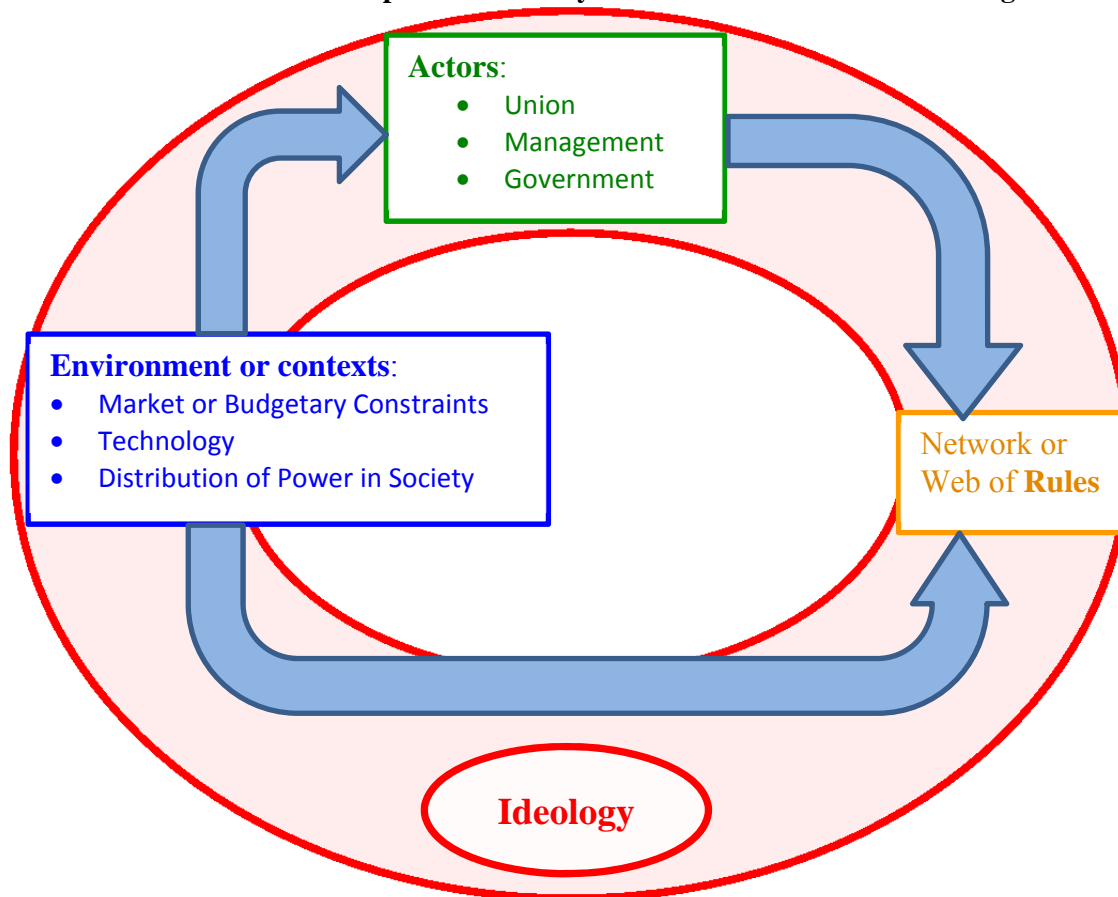 Actors:
• Union
• Management
• Government
Environment or contexts:
• Market or Budgetary Constraints
• Technology
• Distribution of Power in Society
Network or
Web of Rules
Ideology